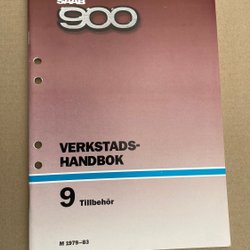 SAAB
900
VERKSTADS-
HANDBOK
9 Tillbehör
M 1979-83